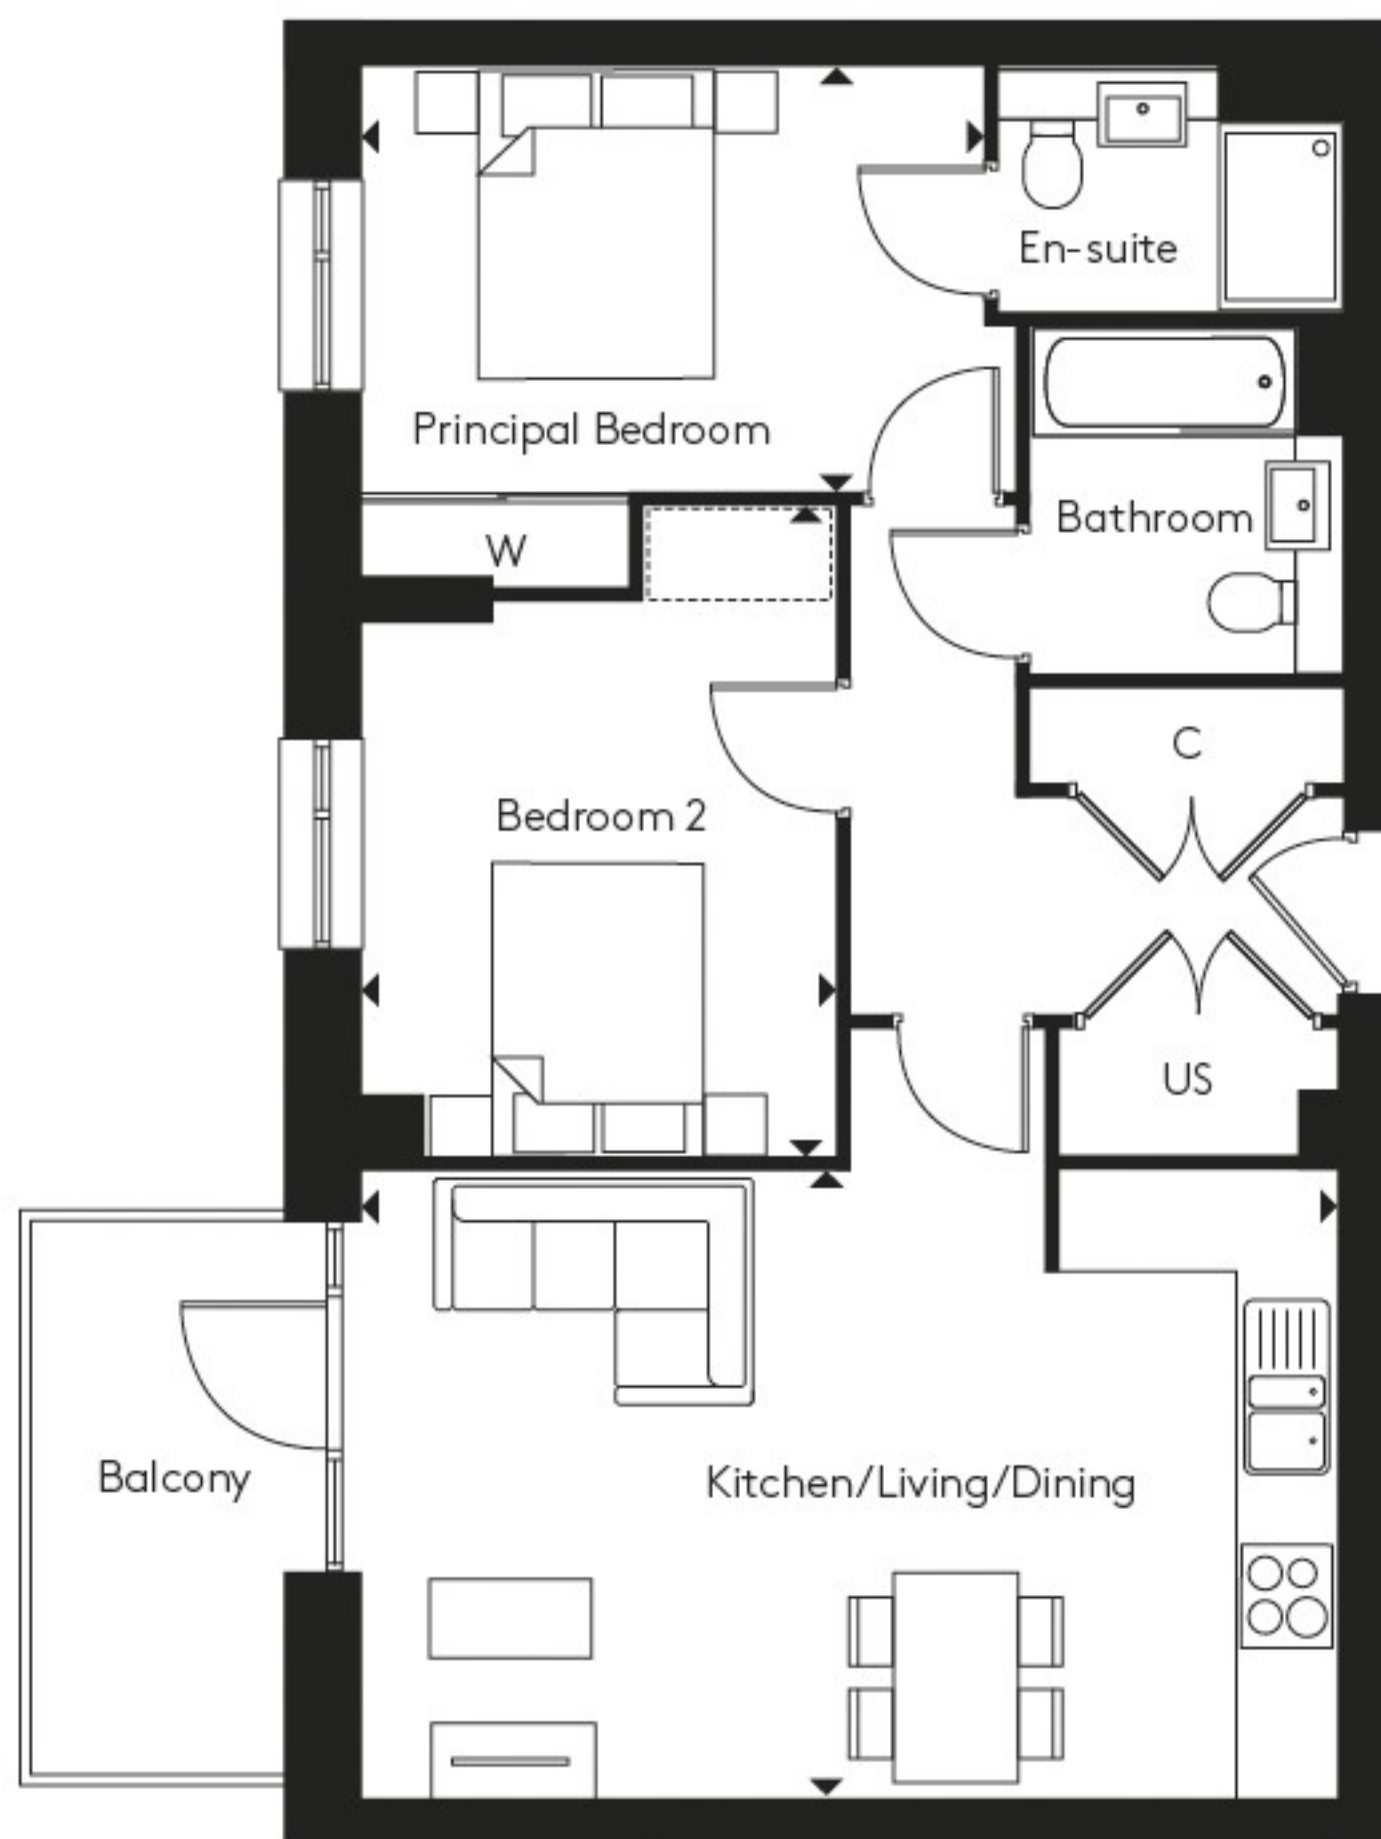 En-suite
Principal Bedroom
Bathroom
W
C
Bedroom 2
US
Balcony
Kitchen/Living/Dining